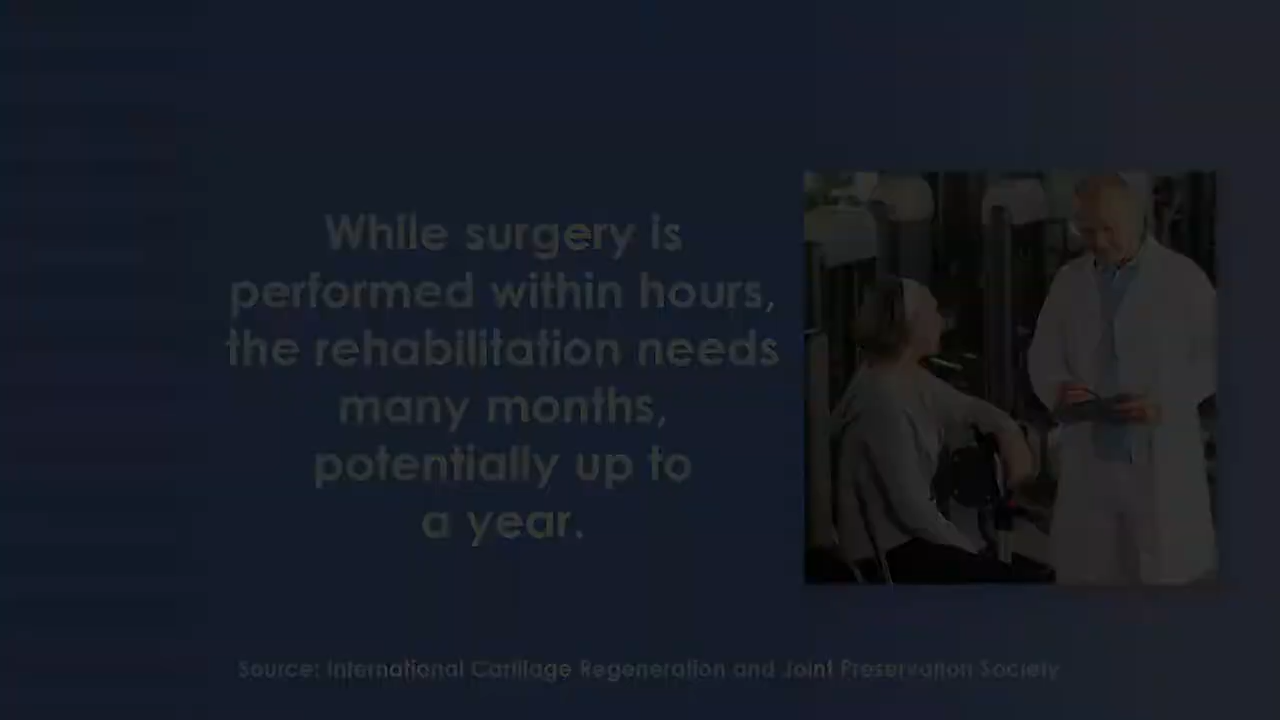 While surgery is
performed within hours,
the rehabilitation needs
many months,
potentially up to
a year.
Source: International Cartilage Regeneration and Joint Preservation Society